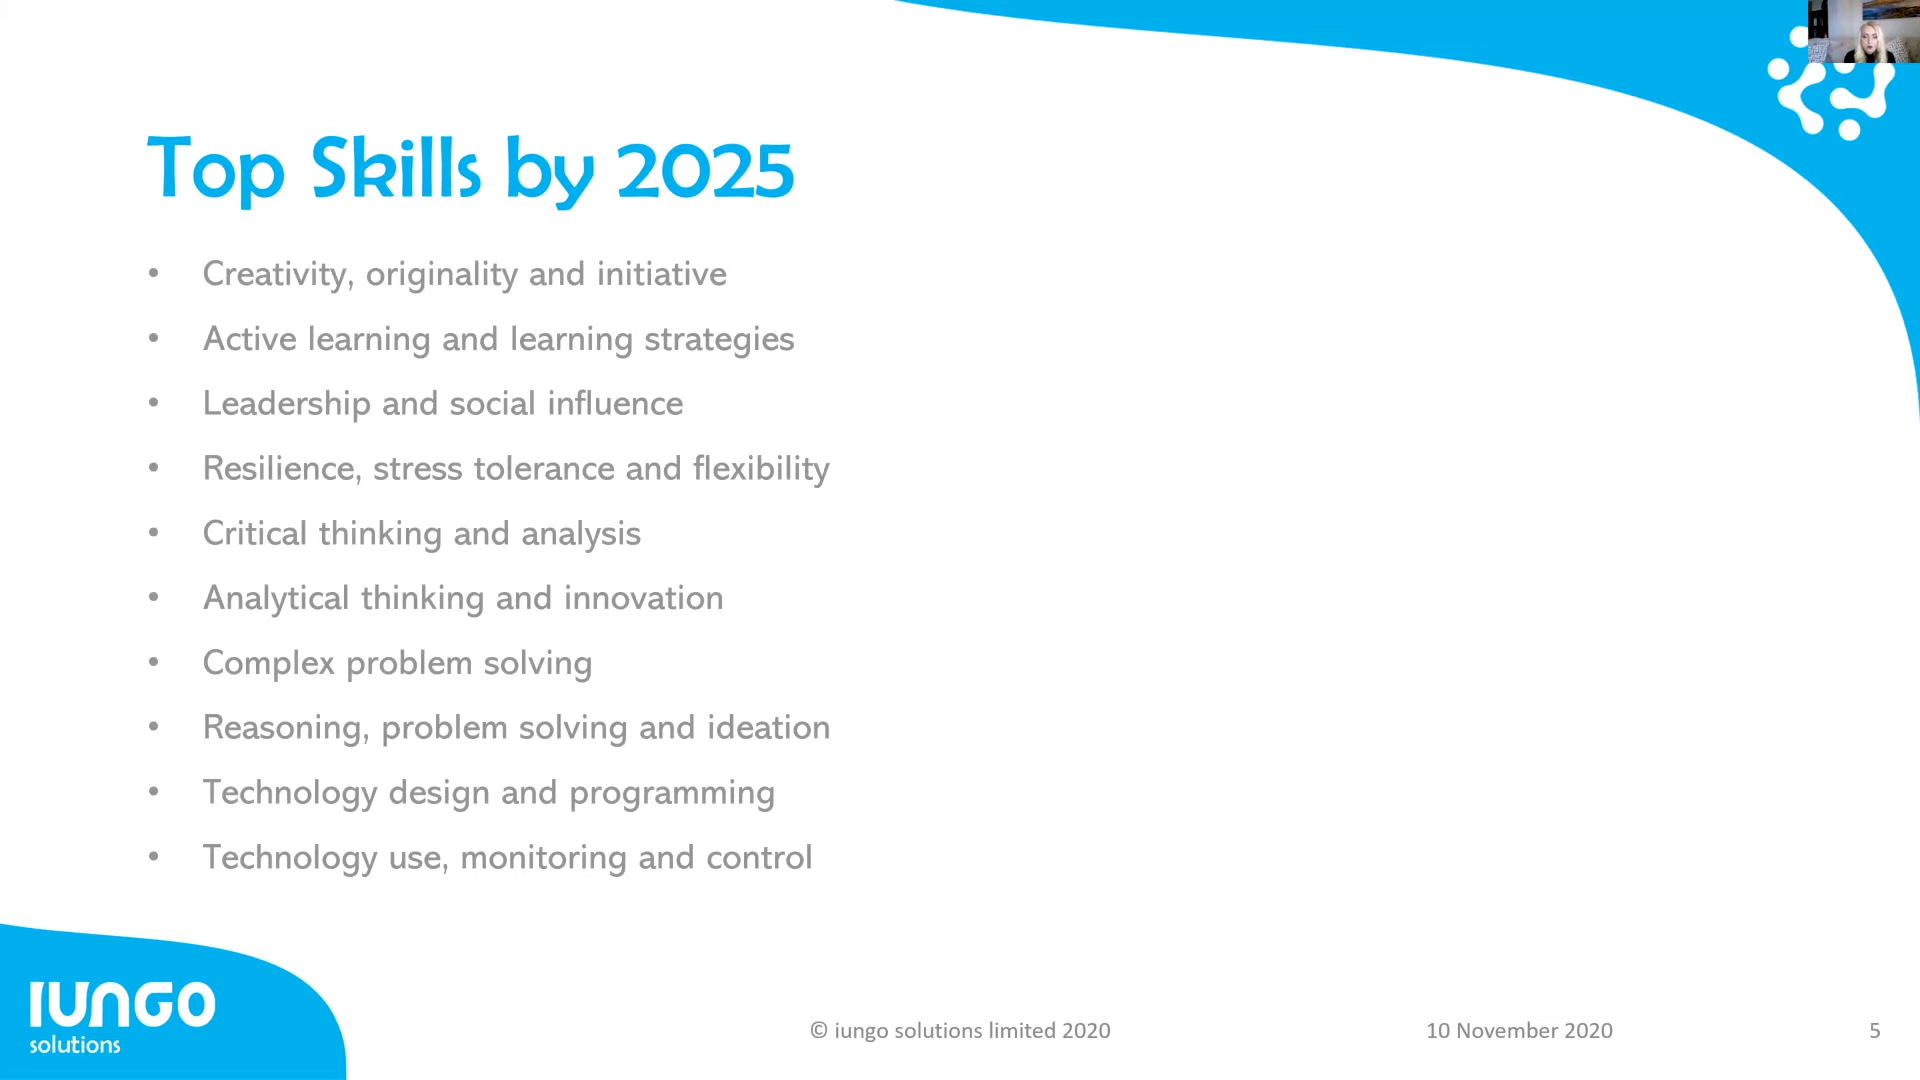 Top Skills by 2025
• Creativity, originality and initiative
• Active learning and learning strategies
• Leadership and social influence
• Resilience, stress tolerance and flexibility
• Critical thinking and analysis
• Analytical thinking and innovation
• Complex problem solving
• Reasoning, problem solving and ideation
• Technology design and programming
• Technology use, monitoring and control
IUNGO
solutions
© iungo solutions limited 2020
10 November 2020
5